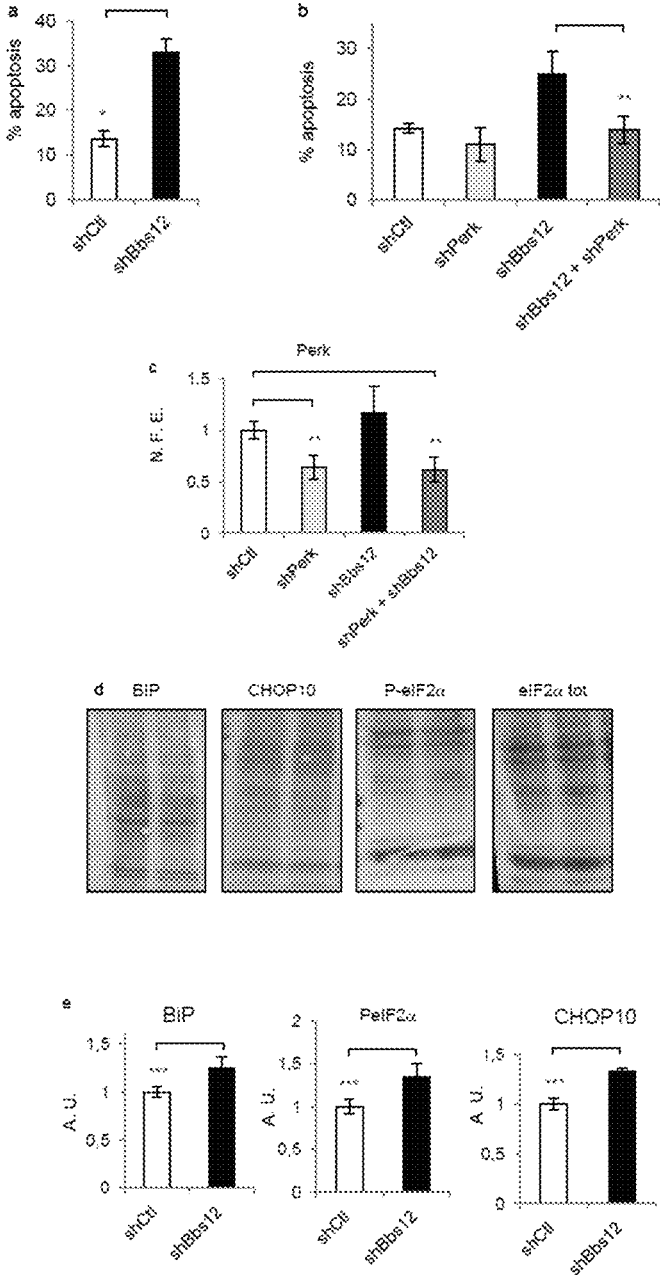 a
b
% apoptosis
40
30
20
10
0
*
shCtl
shBbs12
% apoptosis
30
20
10
0
**
shCtl
shPerk
shBbs12
shBbs12 + shPerk
c
Perk
N. F. E.
1.5
1
0.5
0
**
**
shCtl
shPerk
shBbs12
shPerk + shBbs12
d
BiP
CHOP10
P-eIF2α
eIF2α tot
e
BiP
A. U.
1,5
1
0,5
0
***
shCtl
shBbs12
PeIF2α
A. U.
2
1,5
1
0,5
0
***
shCtl
shBbs12
CHOP10
A. U.
1,5
1
0,5
0
***
shCtl
shBbs12